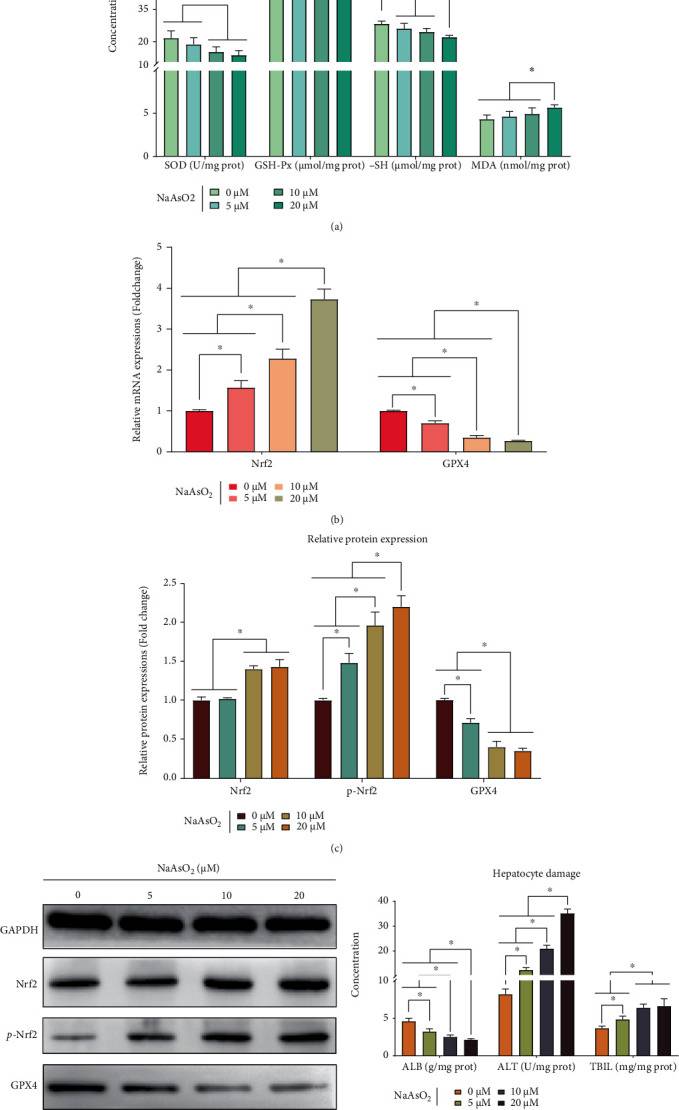 Concentration
35
20
10
5
0
*
SOD (U/mg prot) GSH-Px (μmol/mg prot) –SH (μmol/mg prot) MDA (nmol/mg prot)
NaAsO2
0 μM 10 μM
5 μM 20 μM
(a)
Relative mRNA expressions (Foldchange)
5
4
3
2
1
0
* * * * * *
Nrf2 GPX4
NaAsO2
0 μM 10 μM
5 μM 20 μM
(b)
Relative protein expression
Relative protein expressions (Fold change)
2.5
2.0
1.5
1.0
0.5
0.0
* * * * * *
Nrf2 p-Nrf2 GPX4
NaAsO2
0 μM 10 μM
5 μM 20 μM
(c)
NaAsO2 (μM)
0 5 10 20
GAPDH
Nrf2
p-Nrf2
GPX4
Hepatocyte damage
Concentration
40
30
20
10
5
0
* * * * * * * *
ALB (g/mg prot) ALT (U/mg prot) TBIL (mg/mg prot)
NaAsO2
0 μM 10 μM
5 μM 20 μM